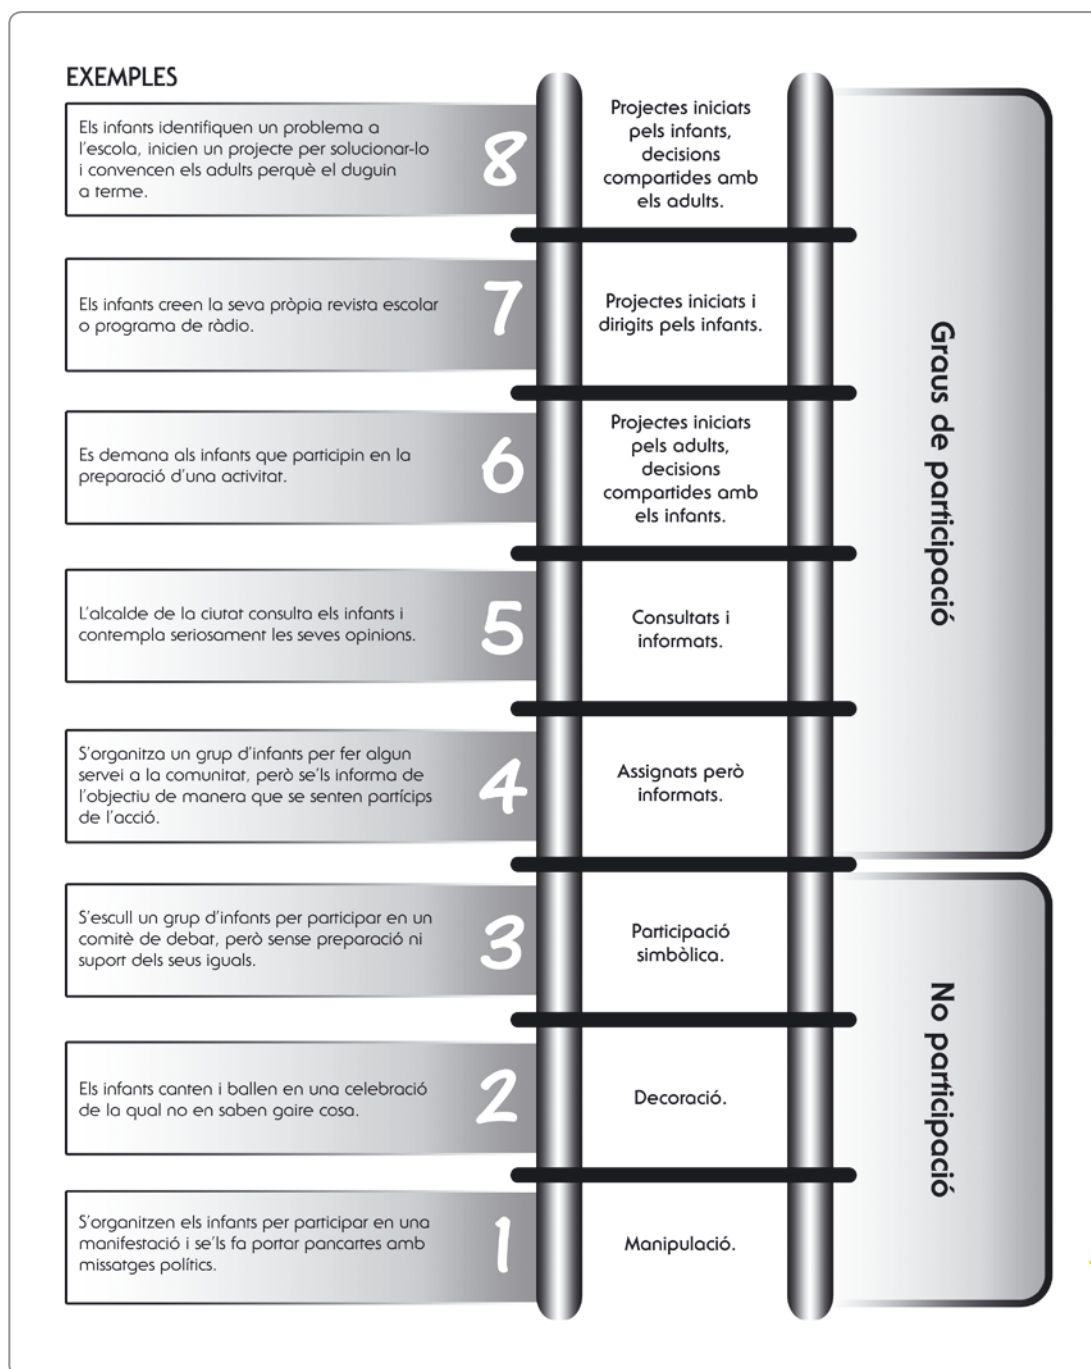 EXEMPLES
Els infants identifiquen un problema a
l'escola, inicien un projecte per solucionar-lo
i convencen els adults perquè el duguin
a terme.
8
Projectes iniciats
pels infants,
decisions
compartides amb
els adults.
Els infants creen la seva pròpia revista escolar
o programa de ràdio.
7
Projectes iniciats i
dirigits pels infants.
Es demana als infants que participin en la
preparació d'una activitat.
6
Projectes iniciats
pels adults,
decisions
compartides amb
els infants.
L'alcalde de la ciutat consulta els infants i
contempla seriosament les seves opinions.
5
Consultats i
informats.
S'organitza un grup d'infants per fer algun
servei a la comunitat, però se'ls informa de
l'objectiu de manera que se senten partícips
de l'acció.
4
Assignats però
informats.
Graus de participació
S'escull un grup d'infants per participar en un
comitè de debat, però sense preparació ni
suport dels seus iguals.
3
Participació
simbòlica.
Els infants canten i ballen en una celebració
de la qual no en saben gaire cosa.
2
Decoració.
S'organitzen els infants per participar en una
manifestació i se'ls fa portar pancartes amb
missatges polítics.
1
Manipulació.
No participació